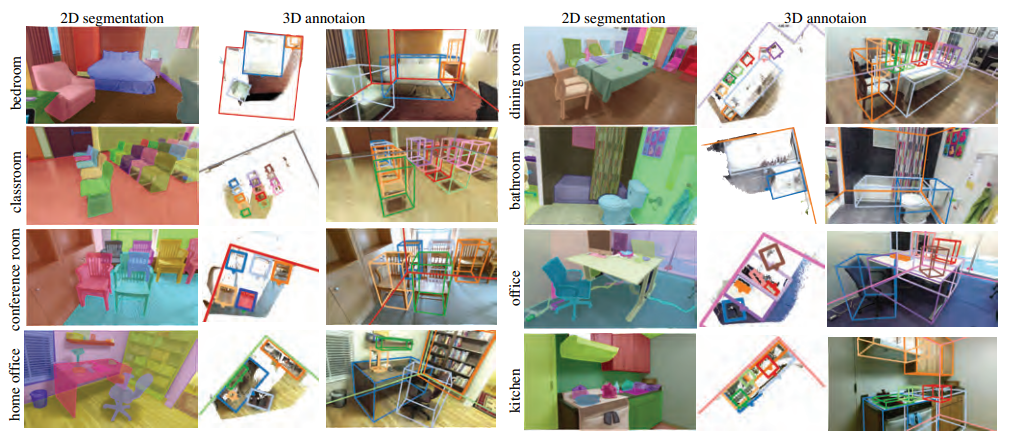 2D segmentation 3D annotaion 2D segmentation 3D annotaion
bedroom
dining room
classroom
bathroom
conference room
office
home office
kitchen